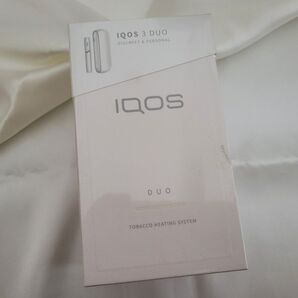 IQOS 3 DUO
DISCREET & PERSONAL
IQOS
DUO
TOBACCO HEATING SYSTEM